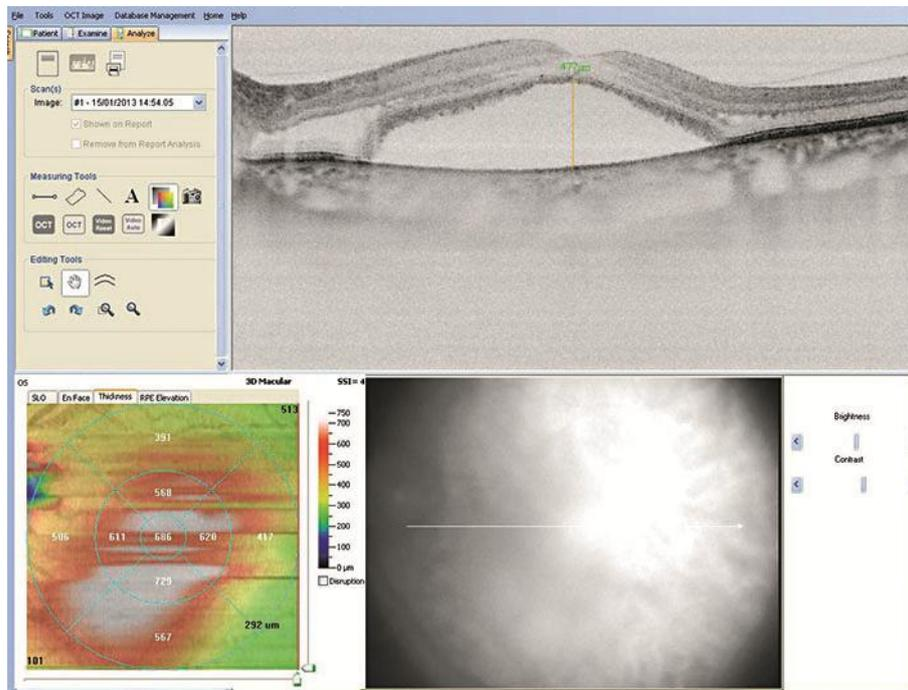 File Tools OCT Image Database Management Home Help
Patient Examine Analyze
Scan(s)
Image: #1 - 15/01/2013 14:54.05
Shown on Report
Remove from Report Analysis
Measuring Tools
A
OCT OCT Video Reset Video Auto
Editing Tools
477µm
OS 3D Macular SSI= 4
SLO En Face Thickness RPE Elevation
513
391
568
506 611 686 620 417
729
567
292 um
101
750
700
600
500
400
300
200
100
0 µm
Disruption
Brightness
Contrast